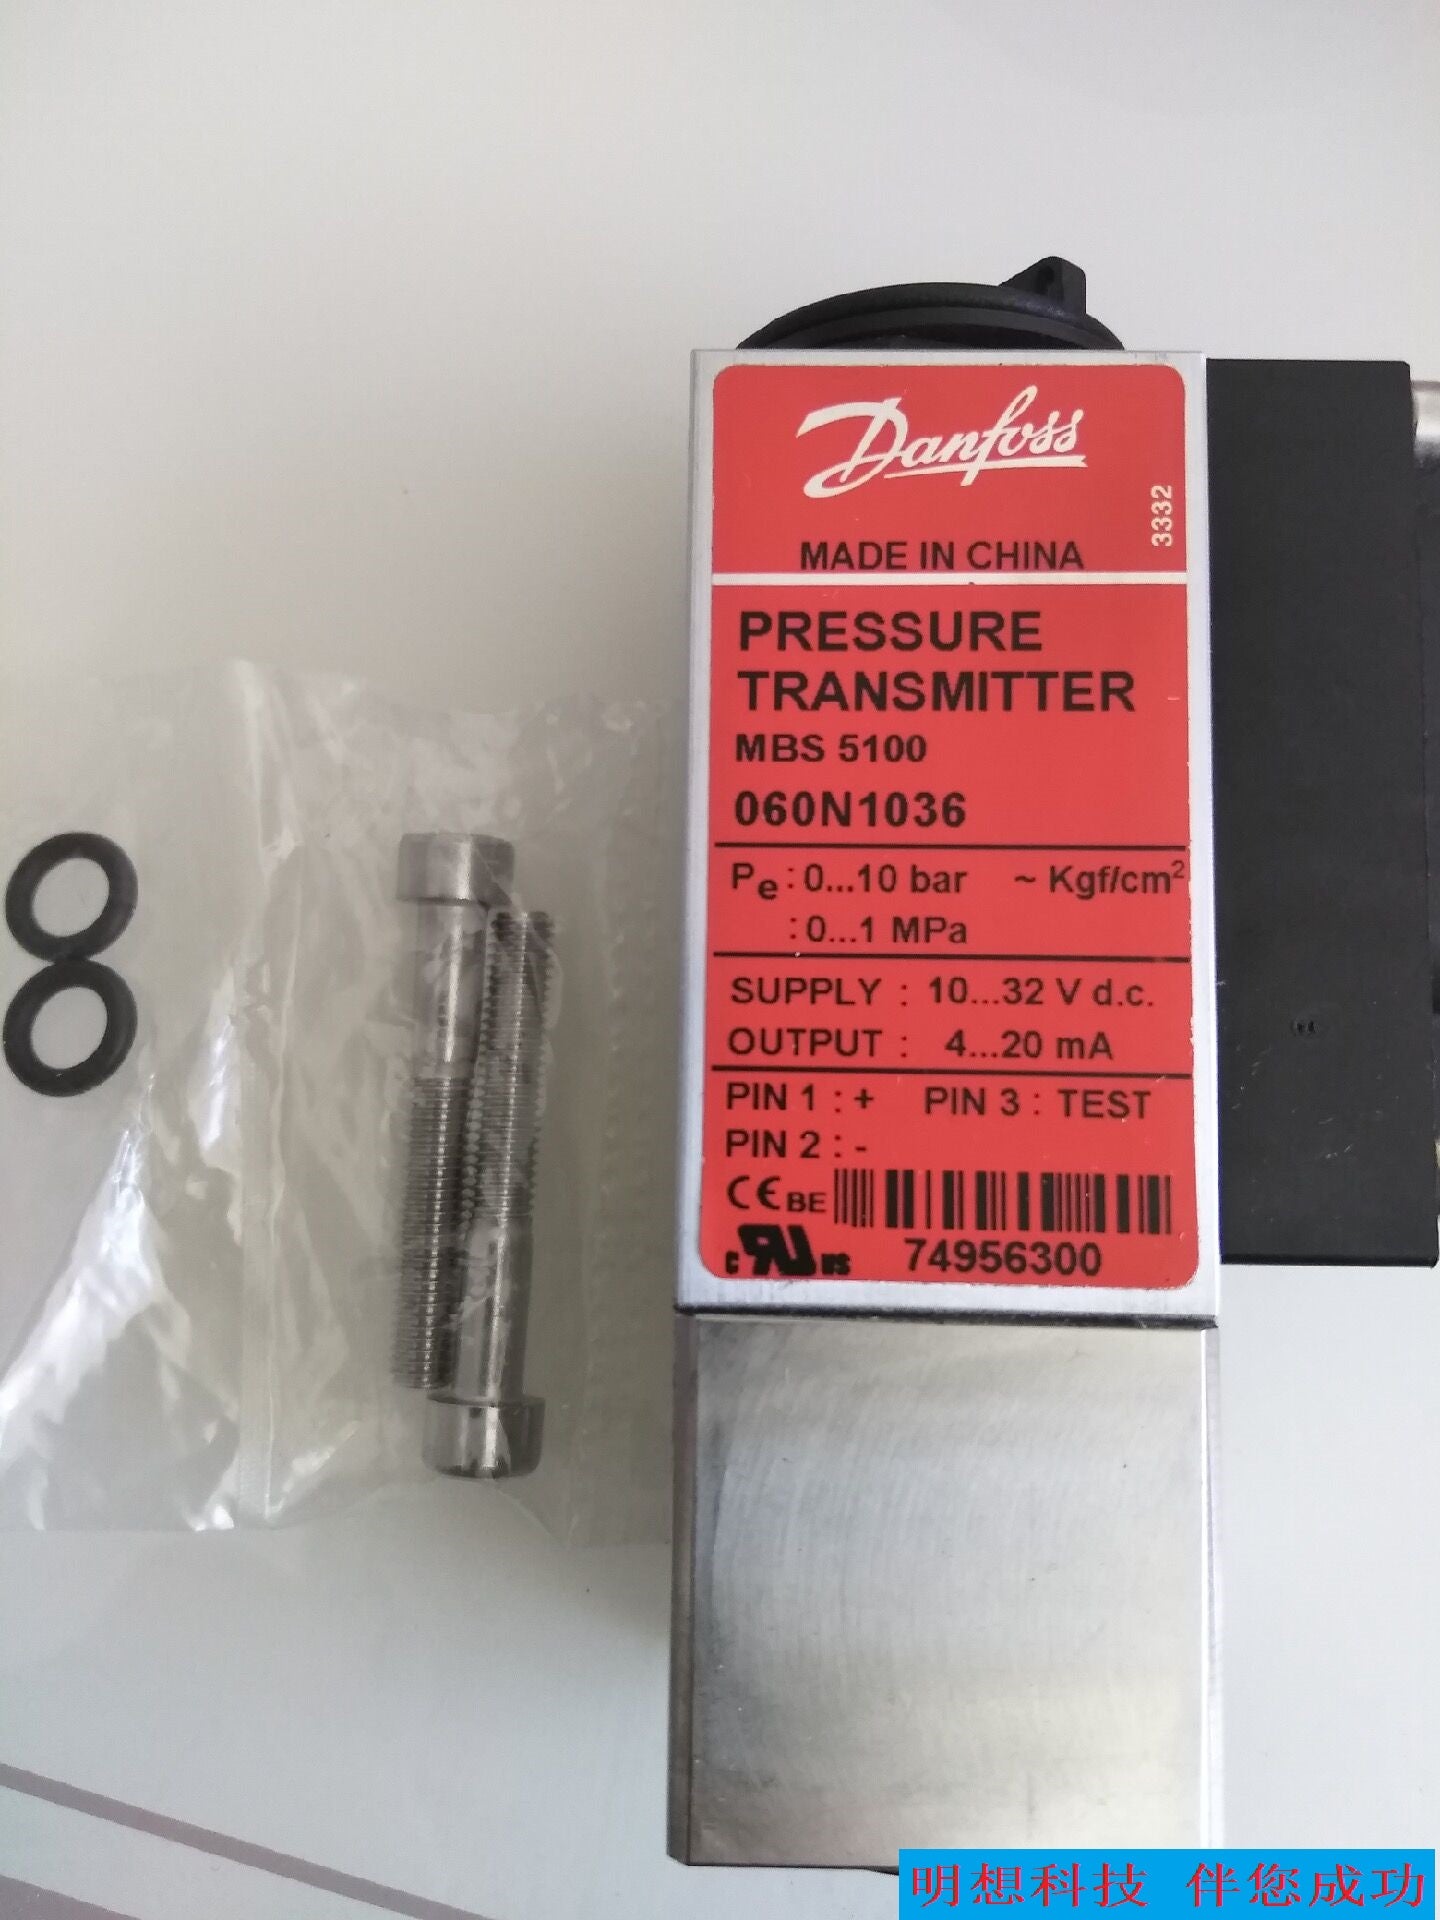 Danfoss
3332
MADE IN CHINA
PRESSURE
TRANSMITTER
MBS 5100
060N1036
Pe : 0...10 bar ~ Kgf/cm²
: 0...1 MPa
SUPPLY : 10...32 V d.c.
OUTPUT : 4...20 mA
PIN 1 : + PIN 3 : TEST
PIN 2 : -
CE BE
c RU us 74956300
明想科技 伴您成功